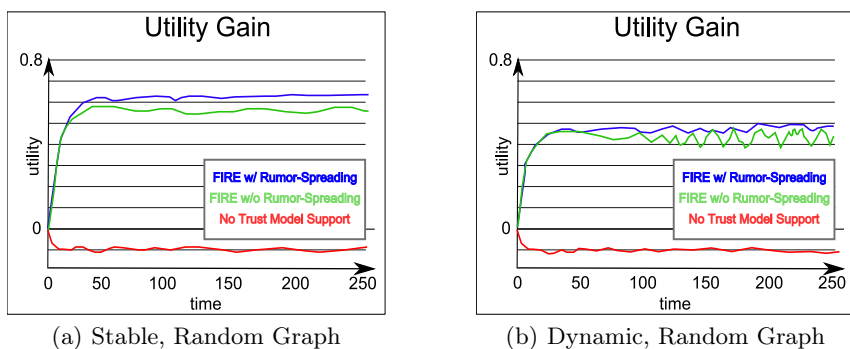 Utility Gain
0.8
utility
0
FIRE w/ Rumor-Spreading
FIRE w/o Rumor-Spreading
No Trust Model Support
0 50 100 150 200 250
time
(a) Stable, Random Graph
Utility Gain
0.8
utility
0
FIRE w/ Rumor-Spreading
FIRE w/o Rumor-Spreading
No Trust Model Support
0 50 100 150 200 250
time
(b) Dynamic, Random Graph